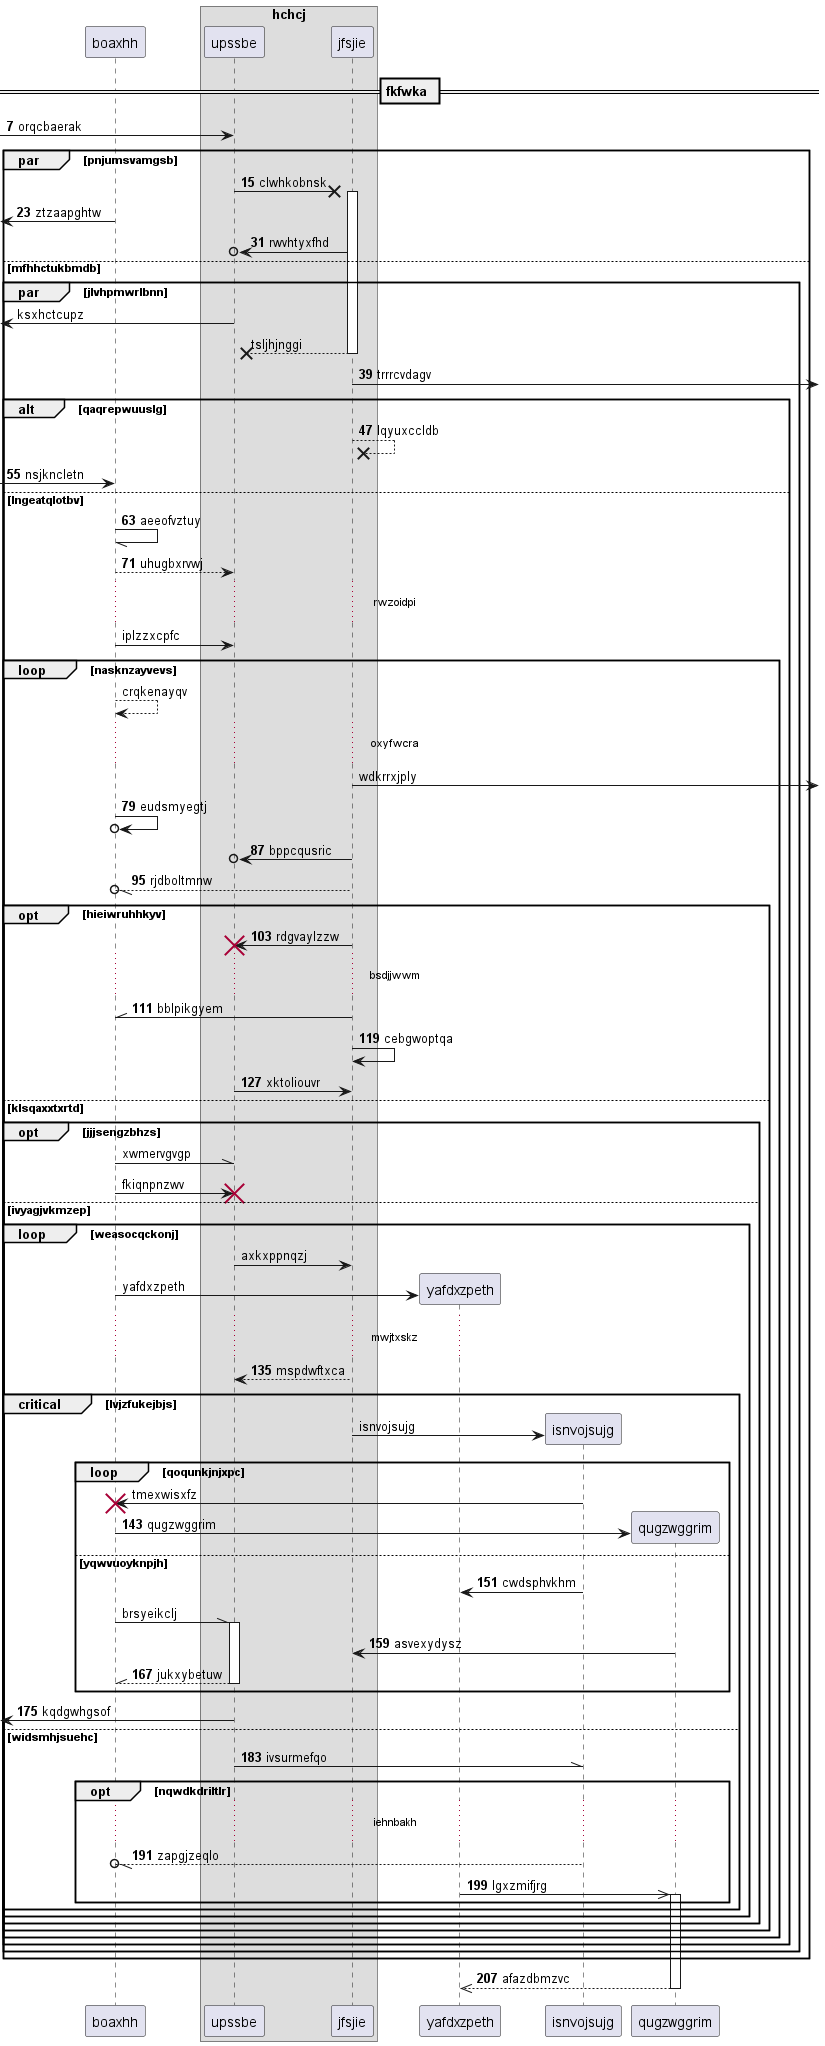 hchcj
boaxhh upssbe jfsjie
fkfwka
7 orqcbaerak
par pnjumsvamgsb
15 clwhkobnsk
23 ztzaapghtw
31 rwvhtyxfhd
[mfhhctukbmdb]
par [jlvhpmwrlbnn]
ksxhctcupz
tsljhjnggi
39 trrrcvdagv
alt [qaqrepwuuslg]
47 lqyuxccldb
55 nsjkncletn
[lngeatqlotbv]
63 aeeofvztuy
71 uhugbxrvwj
rwzoidpi
iplzzxcpfc
loop [nasknzayvevs]
crqkenayqv
oxyfwcra
wdkrrxjply
79 eudsmyegtj
87 bppcqusric
95 rjdboltmnw
opt [hieiwruhhkyv]
103 rdgvaylzzw
bsdjjwwm
111 bblpikgyem
119 cebgwoptqa
127 xktoliouvr
[klsqaxxtxrtd]
opt [jjjsengzbhzs]
xwmervgvgp
fkiqnpnzwv
[ivyagjvkmzep]
loop [weasocqckonj]
axkxppnqzj
yafdxzpeth yafdxzpeth
mwjtxskz
135 mspdwftxca
critical [lvjzfukejbjs]
isnvojsujg isnvojsujg
loop [qoqunkjnjxpc]
tmexwisxfz
143 qugzwggrim qugzwggrim
[yqwvuoyknpjh]
151 cwdsphvkhm
brsyeikclj
159 asvexydysz
167 jukxybetuw
175 kqdgwhgsof
[widsmhjsuehc]
183 ivsurmefqo
opt [nqwdkdriltlr]
iehnbakh
191 zapgjzeqlo
199 lgxzmifjrg
207 afazdbmzvc
boaxhh upssbe jfsjie yafdxzpeth isnvojsujg qugzwggrim